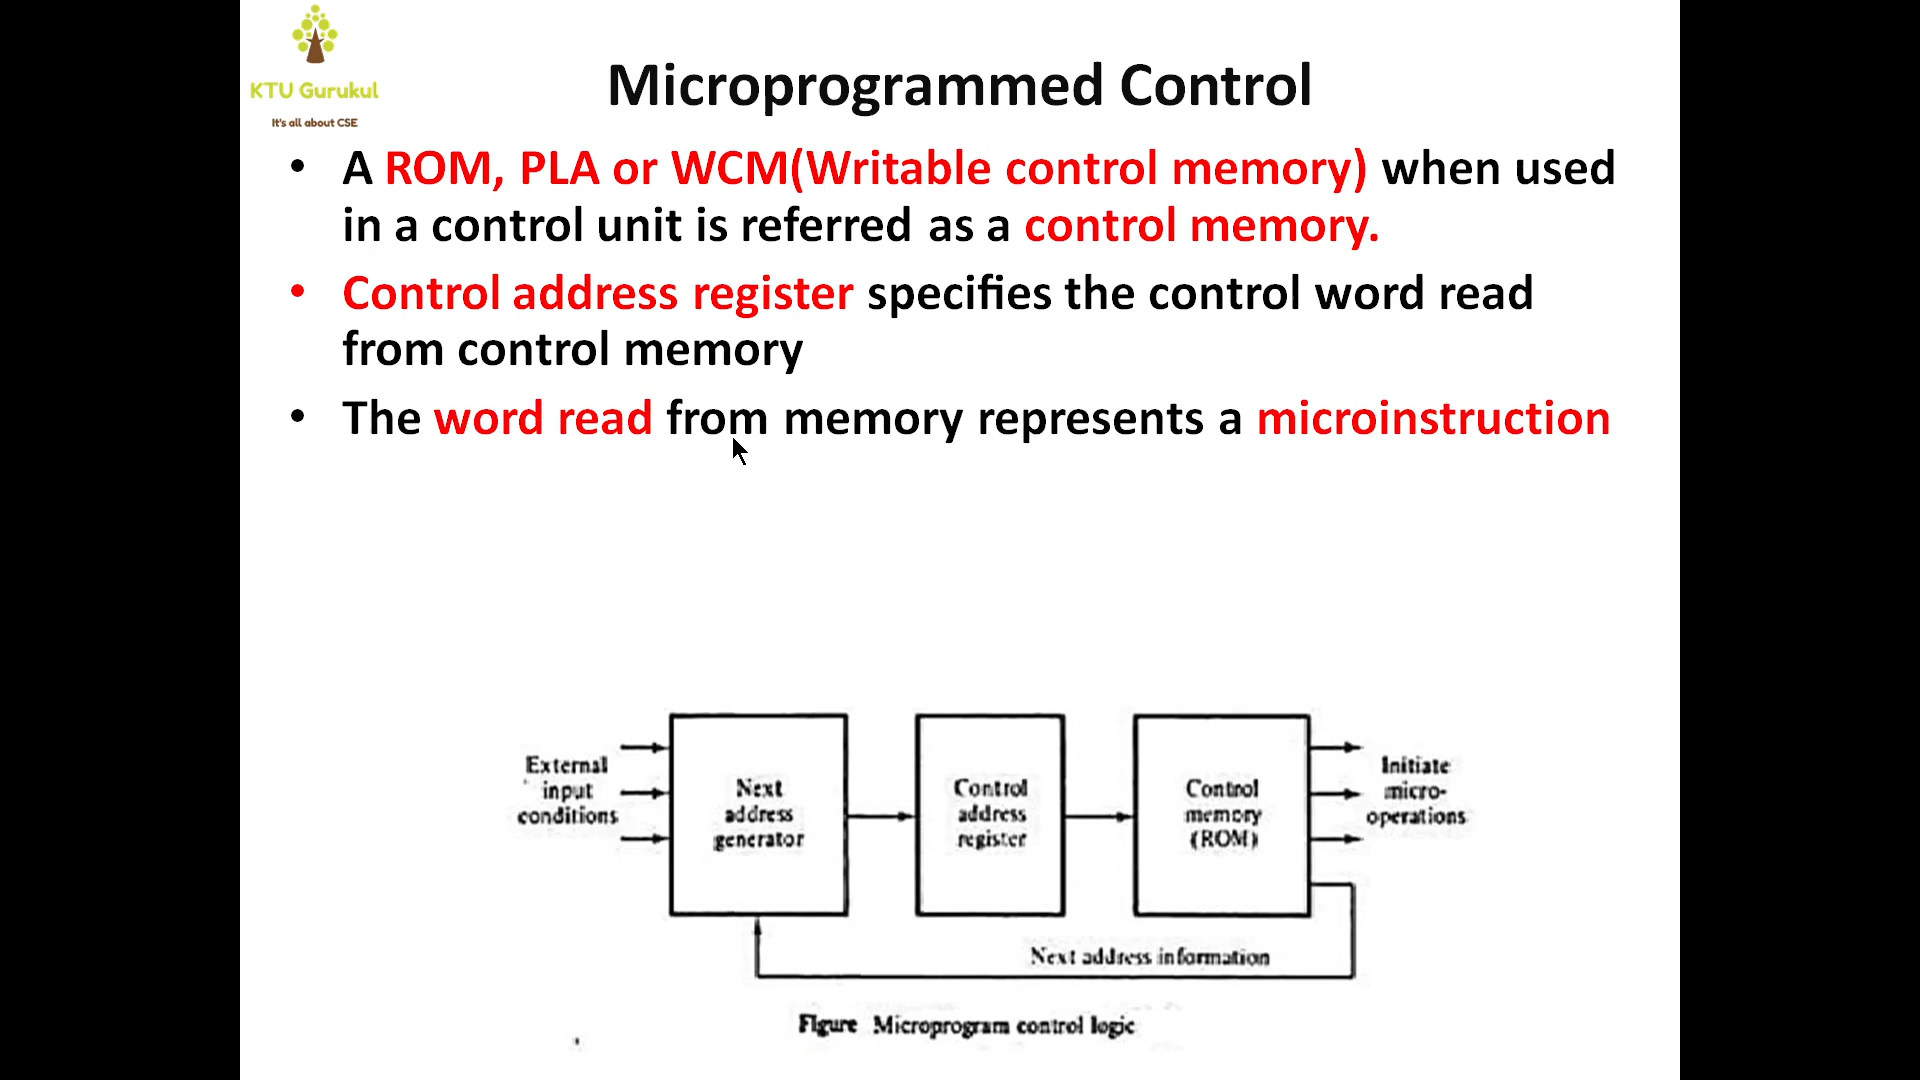 KTU Gurukul
It's all about CSE
Microprogrammed Control
• A ROM, PLA or WCM(Writable control memory) when used
in a control unit is referred as a control memory.
• Control address register specifies the control word read
from control memory
• The word read from memory represents a microinstruction
External
input
conditions
Next
address
generator
Control
address
register
Control
memory
(ROM)
Initiate
micro-
operations
Next address information
Figure Microprogram control logic